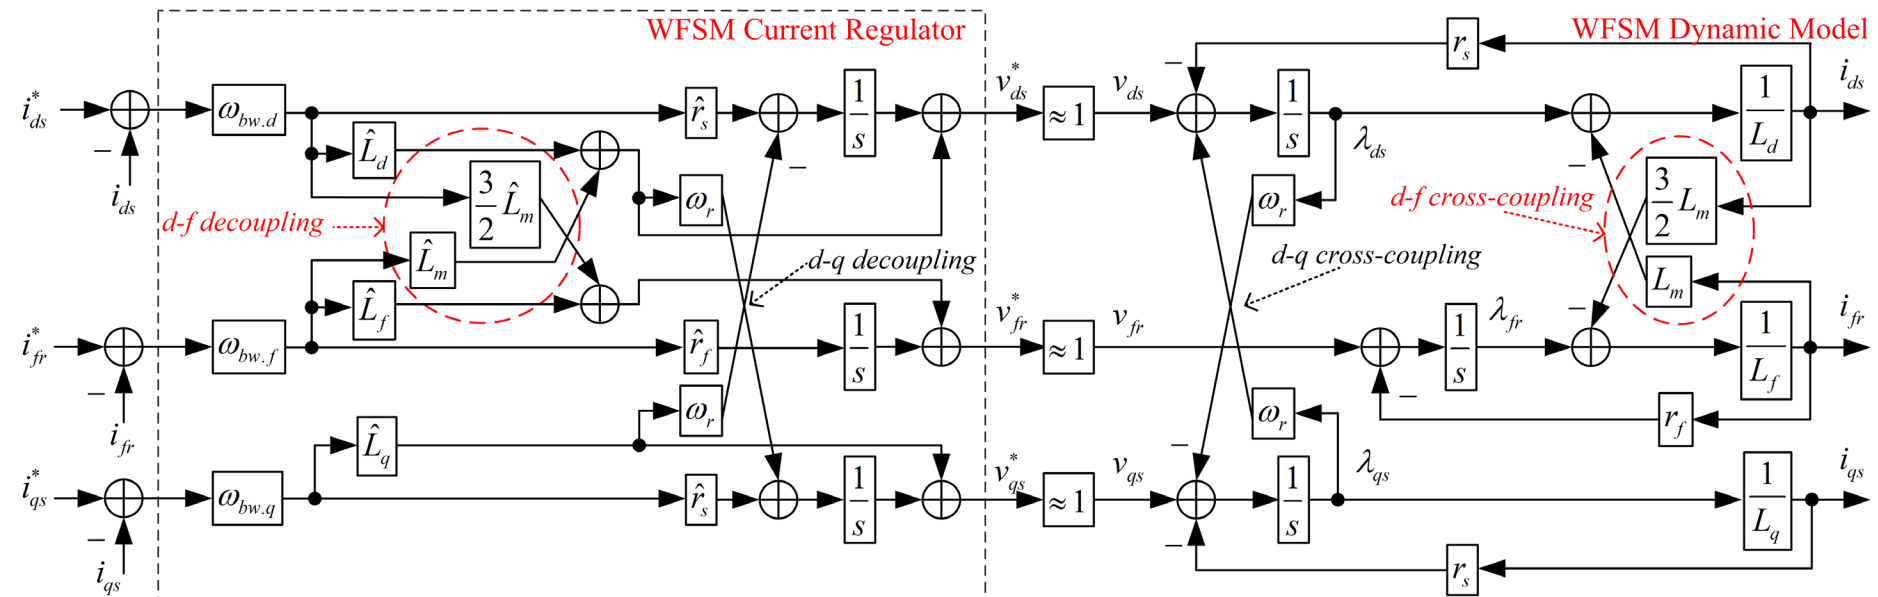 WFSM Current Regulator
WFSM Dynamic Model
i*ds
−
ids
ωbw.d
L̂d
3/2 L̂m
L̂m
d-f decoupling
L̂f
i*fr
−
ifr
ωbw.f
L̂q
i*qs
−
iqs
ωbw.q
r̂s
−
1/s
ωr
d-q decoupling
r̂f
1/s
ωr
r̂s
1/s
v*ds
≈1
vds
v*fr
≈1
vfr
v*qs
≈1
vqs
rs
−
1/s
λds
−
1/Ld
ids
ωr
3/2 Lm
d-f cross-coupling
d-q cross-coupling
Lm
−
1/s
λfr
1/Lf
ifr
−
rf
ωr
−
1/s
λqs
1/Lq
iqs
−
rs